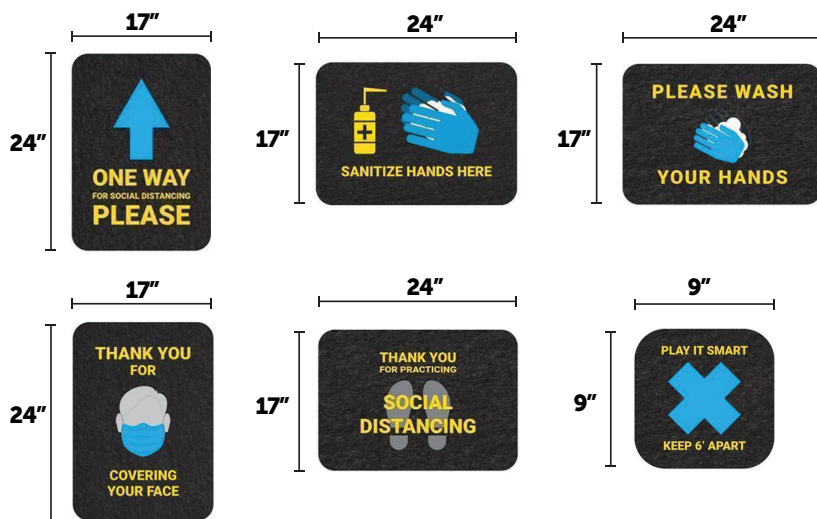 17”
24”
ONE WAY
FOR SOCIAL DISTANCING
PLEASE
24”
17”
SANITIZE HANDS HERE
24”
17”
PLEASE WASH
YOUR HANDS
17”
24”
THANK YOU
FOR
COVERING
YOUR FACE
24”
17”
THANK YOU
FOR PRACTICING
SOCIAL
DISTANCING
9”
9”
PLAY IT SMART
KEEP 6’ APART